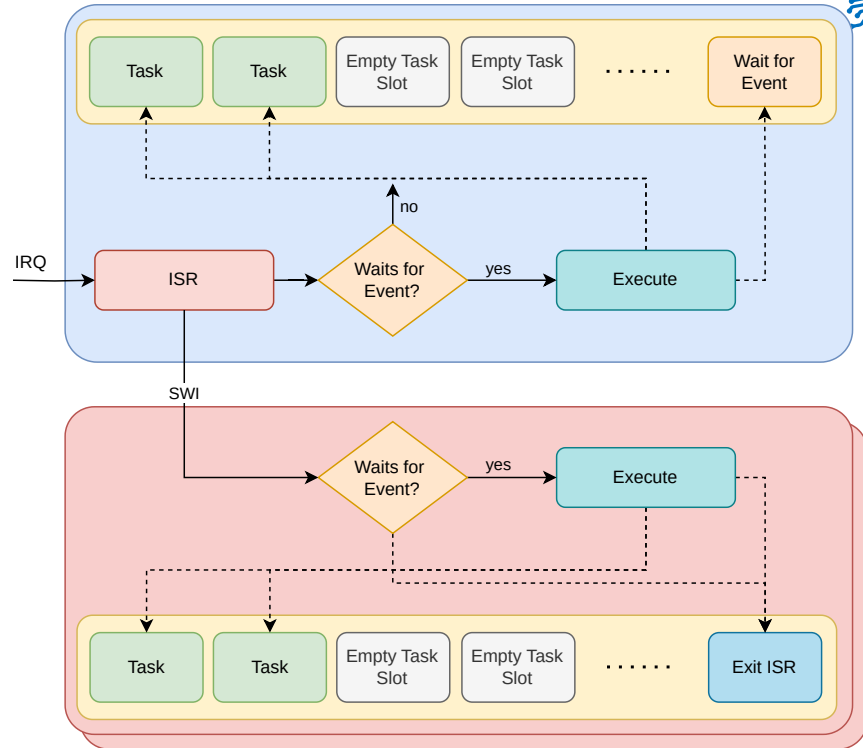 Task
Task
Empty Task
Slot
Empty Task
Slot
......
Wait for
Event
no
IRQ
ISR
Waits for
Event?
yes
Execute
SWI
Waits for
Event?
yes
Execute
Task
Task
Empty Task
Slot
Empty Task
Slot
......
Exit ISR